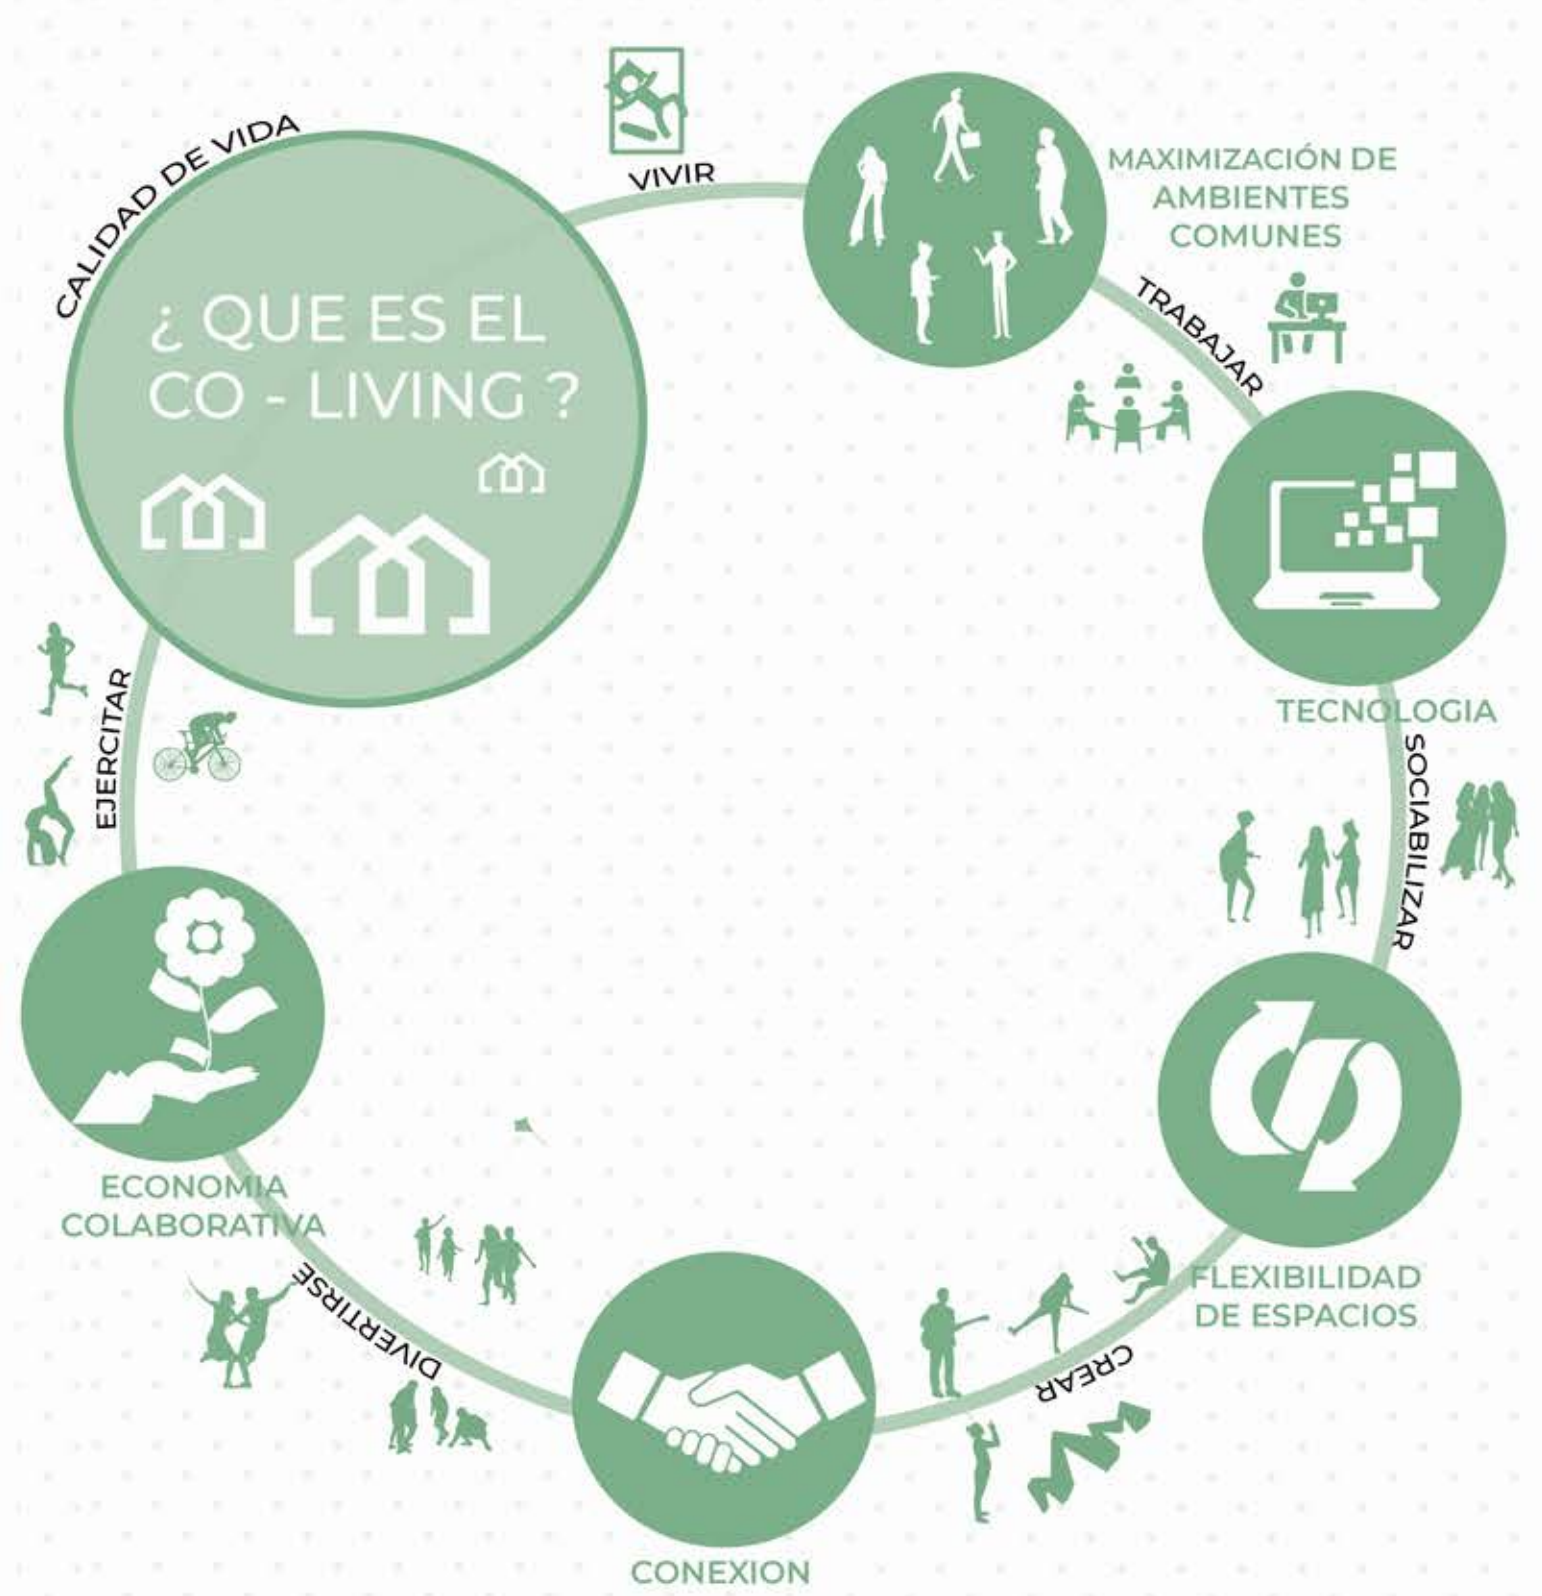 CALIDAD DE VIDA
¿ QUE ES EL
CO - LIVING ?
VIVIR
MAXIMIZACIÓN DE
AMBIENTES
COMUNES
TRABAJAR
TECNOLOGIA
SOCIABILIZAR
FLEXIBILIDAD
DE ESPACIOS
CREAR
CONEXION
DIVERTIRSE
ECONOMIA
COLABORATIVA
EJERCITAR